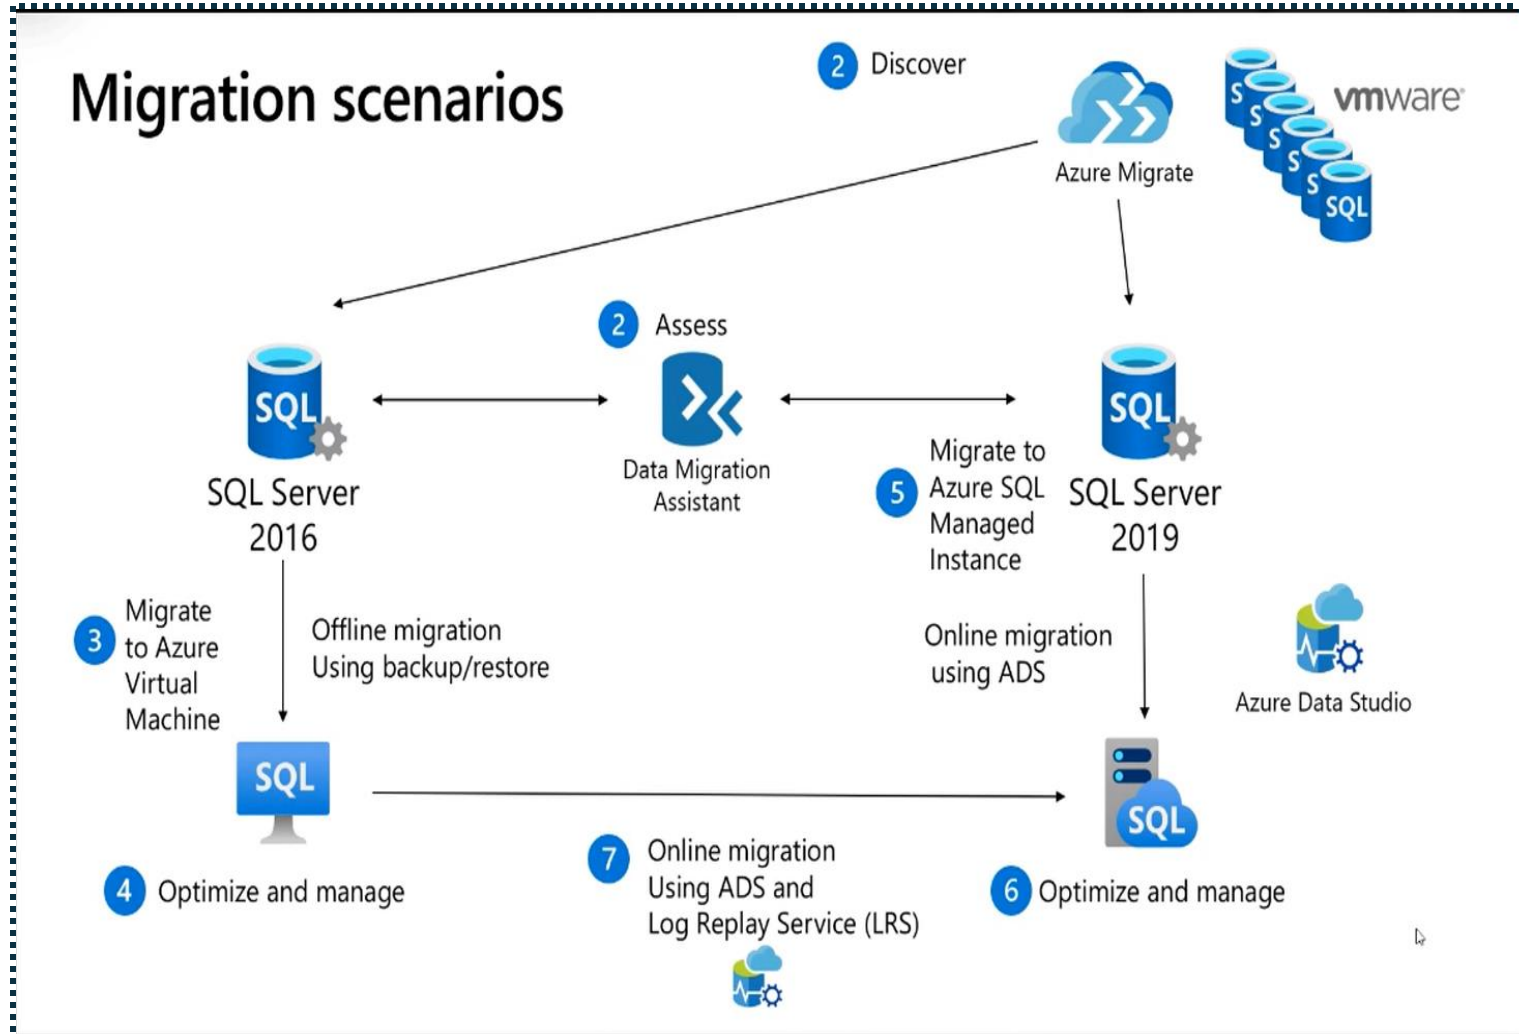 Migration scenarios
2 Discover
vmware
S
S
S
S
S
SQL
Azure Migrate
2 Assess
SQL
SQL
Data Migration
Assistant
SQL Server
2016
5
Migrate to
Azure SQL
Managed
Instance
SQL Server
2019
3
Migrate
to Azure
Virtual
Machine
Offline migration
Using backup/restore
Online migration
using ADS
Azure Data Studio
SQL
SQL
4 Optimize and manage
7
Online migration
Using ADS and
Log Replay Service (LRS)
6 Optimize and manage